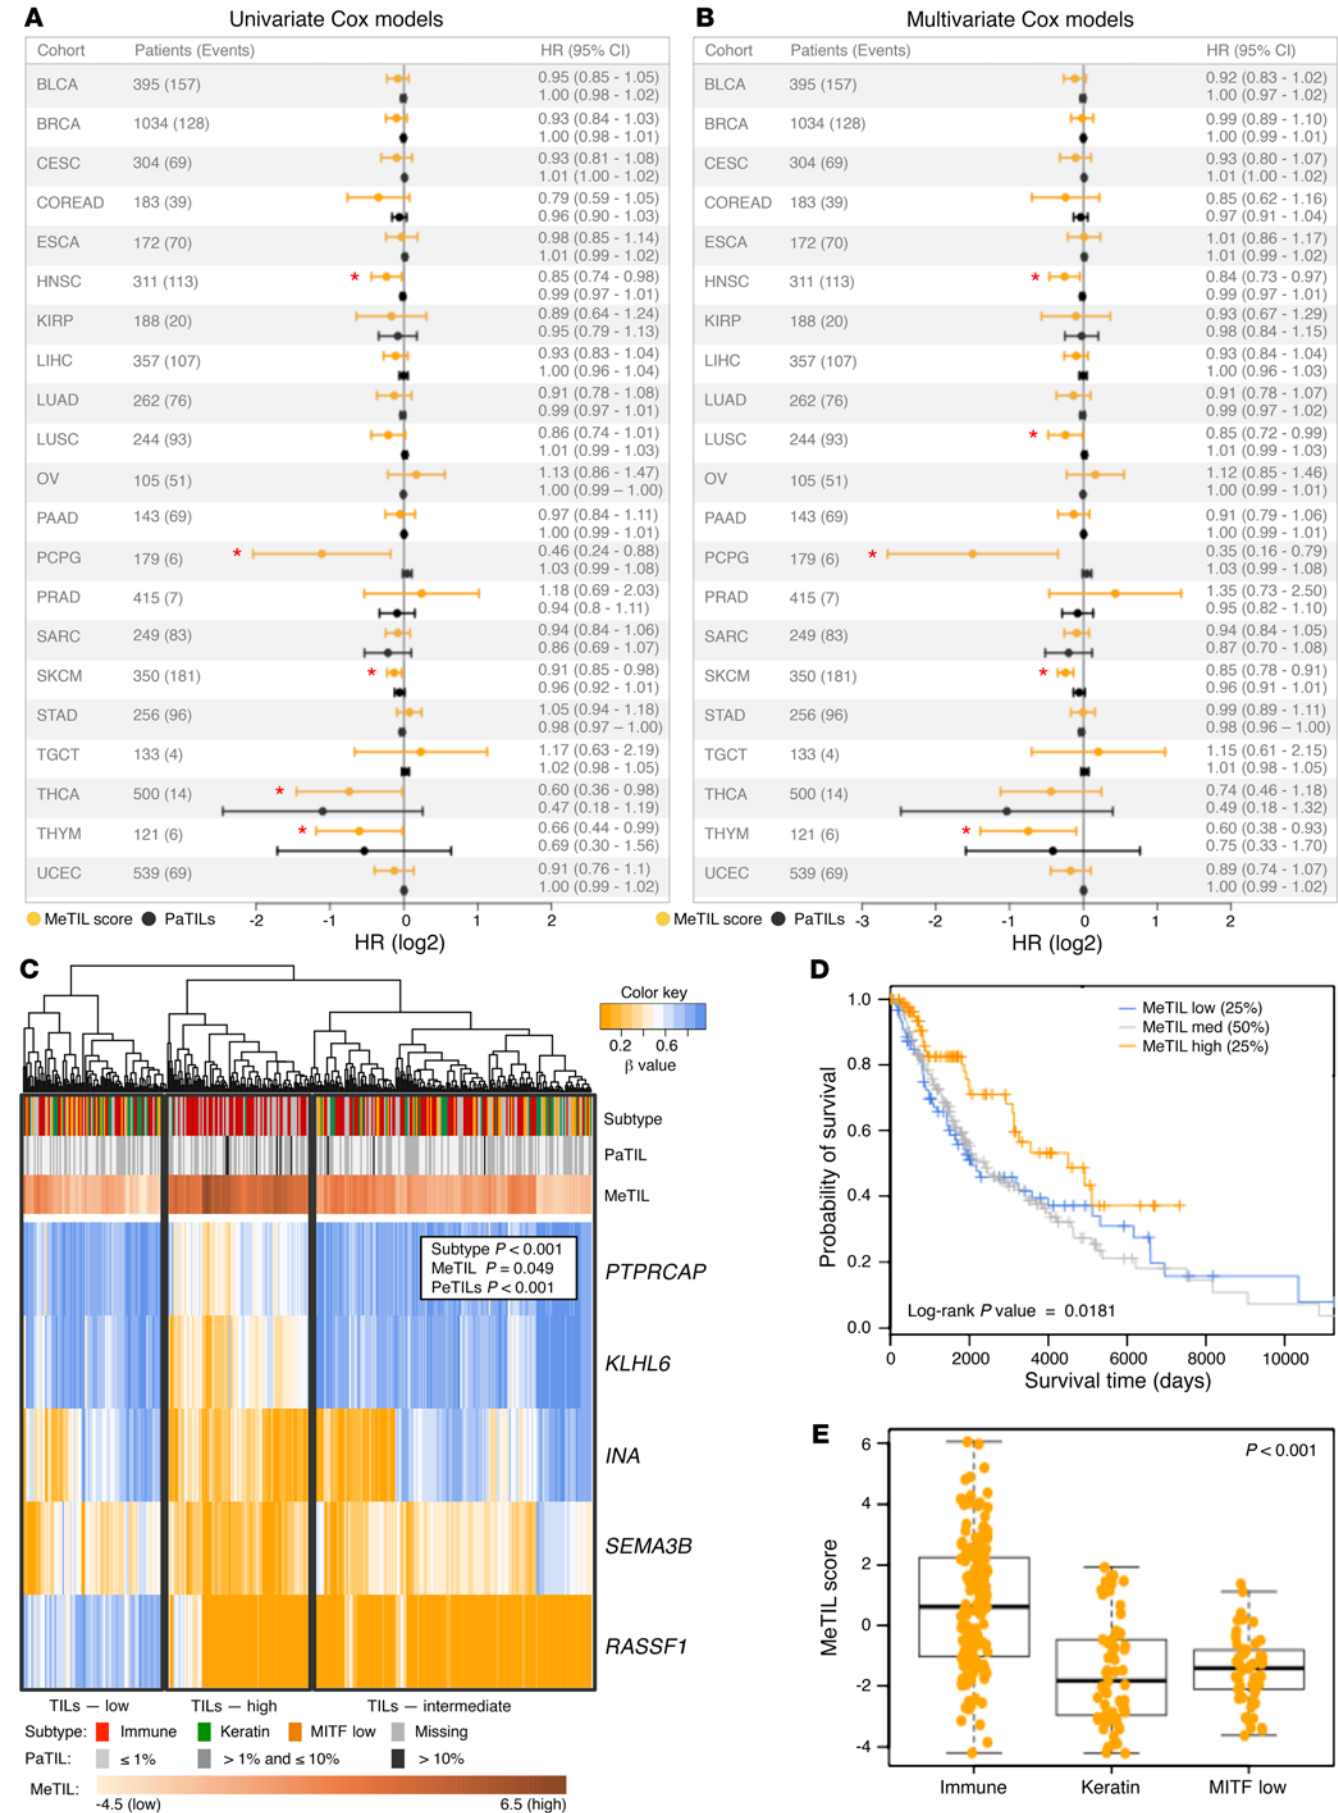 A Univariate Cox models
Cohort Patients (Events) HR (95% CI)
BLCA 395 (157) 0.95 (0.85 - 1.05)
1.00 (0.98 - 1.02)
BRCA 1034 (128) 0.93 (0.84 - 1.03)
1.00 (0.98 - 1.01)
CESC 304 (69) 0.93 (0.81 - 1.08)
1.01 (1.00 - 1.02)
COREAD 183 (39) 0.79 (0.59 - 1.05)
0.96 (0.90 - 1.03)
ESCA 172 (70) 0.98 (0.85 - 1.14)
1.01 (0.99 - 1.02)
HNSC 311 (113) * 0.85 (0.74 - 0.98)
0.99 (0.97 - 1.01)
KIRP 188 (20) 0.89 (0.64 - 1.24)
0.95 (0.79 - 1.13)
LIHC 357 (107) 0.93 (0.83 - 1.04)
1.00 (0.96 - 1.04)
LUAD 262 (76) 0.91 (0.78 - 1.08)
0.99 (0.97 - 1.01)
LUSC 244 (93) 0.86 (0.74 - 1.01)
1.01 (0.99 - 1.03)
OV 105 (51) 1.13 (0.86 - 1.47)
1.00 (0.99 – 1.00)
PAAD 143 (69) 0.97 (0.84 - 1.11)
1.00 (0.99 - 1.01)
PCPG 179 (6) * 0.46 (0.24 - 0.88)
1.03 (0.99 - 1.08)
PRAD 415 (7) 1.18 (0.69 - 2.03)
0.94 (0.8 - 1.11)
SARC 249 (83) 0.94 (0.84 - 1.06)
0.86 (0.69 - 1.07)
SKCM 350 (181) * 0.91 (0.85 - 0.98)
0.96 (0.92 - 1.01)
STAD 256 (96) 1.05 (0.94 - 1.18)
0.98 (0.97 – 1.00)
TGCT 133 (4) 1.17 (0.63 - 2.19)
1.02 (0.98 - 1.05)
THCA 500 (14) * 0.60 (0.36 - 0.98)
0.47 (0.18 - 1.19)
THYM 121 (6) * 0.66 (0.44 - 0.99)
0.69 (0.30 - 1.56)
UCEC 539 (69) 0.91 (0.76 - 1.1)
1.00 (0.99 - 1.02)
MeTIL score PaTILs -2 -1 0 1 2
HR (log2)
B Multivariate Cox models
Cohort Patients (Events) HR (95% CI)
BLCA 395 (157) 0.92 (0.83 - 1.02)
1.00 (0.97 - 1.02)
BRCA 1034 (128) 0.99 (0.89 - 1.10)
1.00 (0.99 - 1.01)
CESC 304 (69) 0.93 (0.80 - 1.07)
1.01 (1.00 - 1.02)
COREAD 183 (39) 0.85 (0.62 - 1.16)
0.97 (0.91 - 1.04)
ESCA 172 (70) 1.01 (0.86 - 1.17)
1.01 (0.99 - 1.02)
HNSC 311 (113) * 0.84 (0.73 - 0.97)
0.99 (0.97 - 1.01)
KIRP 188 (20) 0.93 (0.67 - 1.29)
0.98 (0.84 - 1.15)
LIHC 357 (107) 0.93 (0.84 - 1.04)
1.00 (0.96 - 1.03)
LUAD 262 (76) 0.91 (0.78 - 1.07)
0.99 (0.97 - 1.02)
LUSC 244 (93) * 0.85 (0.72 - 0.99)
1.01 (0.99 - 1.03)
OV 105 (51) 1.12 (0.85 - 1.46)
1.00 (0.99 - 1.01)
PAAD 143 (69) 0.91 (0.79 - 1.06)
1.00 (0.99 - 1.01)
PCPG 179 (6) * 0.35 (0.16 - 0.79)
1.03 (0.99 - 1.08)
PRAD 415 (7) 1.35 (0.73 - 2.50)
0.95 (0.82 - 1.10)
SARC 249 (83) 0.94 (0.84 - 1.05)
0.87 (0.70 - 1.08)
SKCM 350 (181) * 0.85 (0.78 - 0.91)
0.96 (0.91 - 1.01)
STAD 256 (96) 0.99 (0.89 - 1.11)
0.98 (0.96 – 1.00)
TGCT 133 (4) 1.15 (0.61 - 2.15)
1.01 (0.98 - 1.05)
THCA 500 (14) 0.74 (0.46 - 1.18)
0.49 (0.18 - 1.32)
THYM 121 (6) * 0.60 (0.38 - 0.93)
0.75 (0.33 - 1.70)
UCEC 539 (69) 0.89 (0.74 - 1.07)
1.00 (0.99 - 1.02)
MeTIL score PaTILs -3 -2 -1 0 1 2
HR (log2)
C
Color key
0.2 0.6
β value
Subtype
PaTIL
MeTIL
Subtype P < 0.001
MeTIL P = 0.049
PeTILs P < 0.001
PTPRCAP
KLHL6
INA
SEMA3B
RASSF1
TILs – low TILs – high TILs – intermediate
Subtype: Immune Keratin MITF low Missing
PaTIL: ≤ 1% > 1% and ≤ 10% > 10%
MeTIL:
-4.5 (low) 6.5 (high)
D
MeTIL low (25%)
MeTIL med (50%)
MeTIL high (25%)
1.0
0.8
0.6
0.4
0.2
0.0
Probability of survival
Log-rank P value = 0.0181
0 2000 4000 6000 8000 10000
Survival time (days)
E
P < 0.001
6
4
2
0
-2
-4
MeTIL score
Immune Keratin MITF low